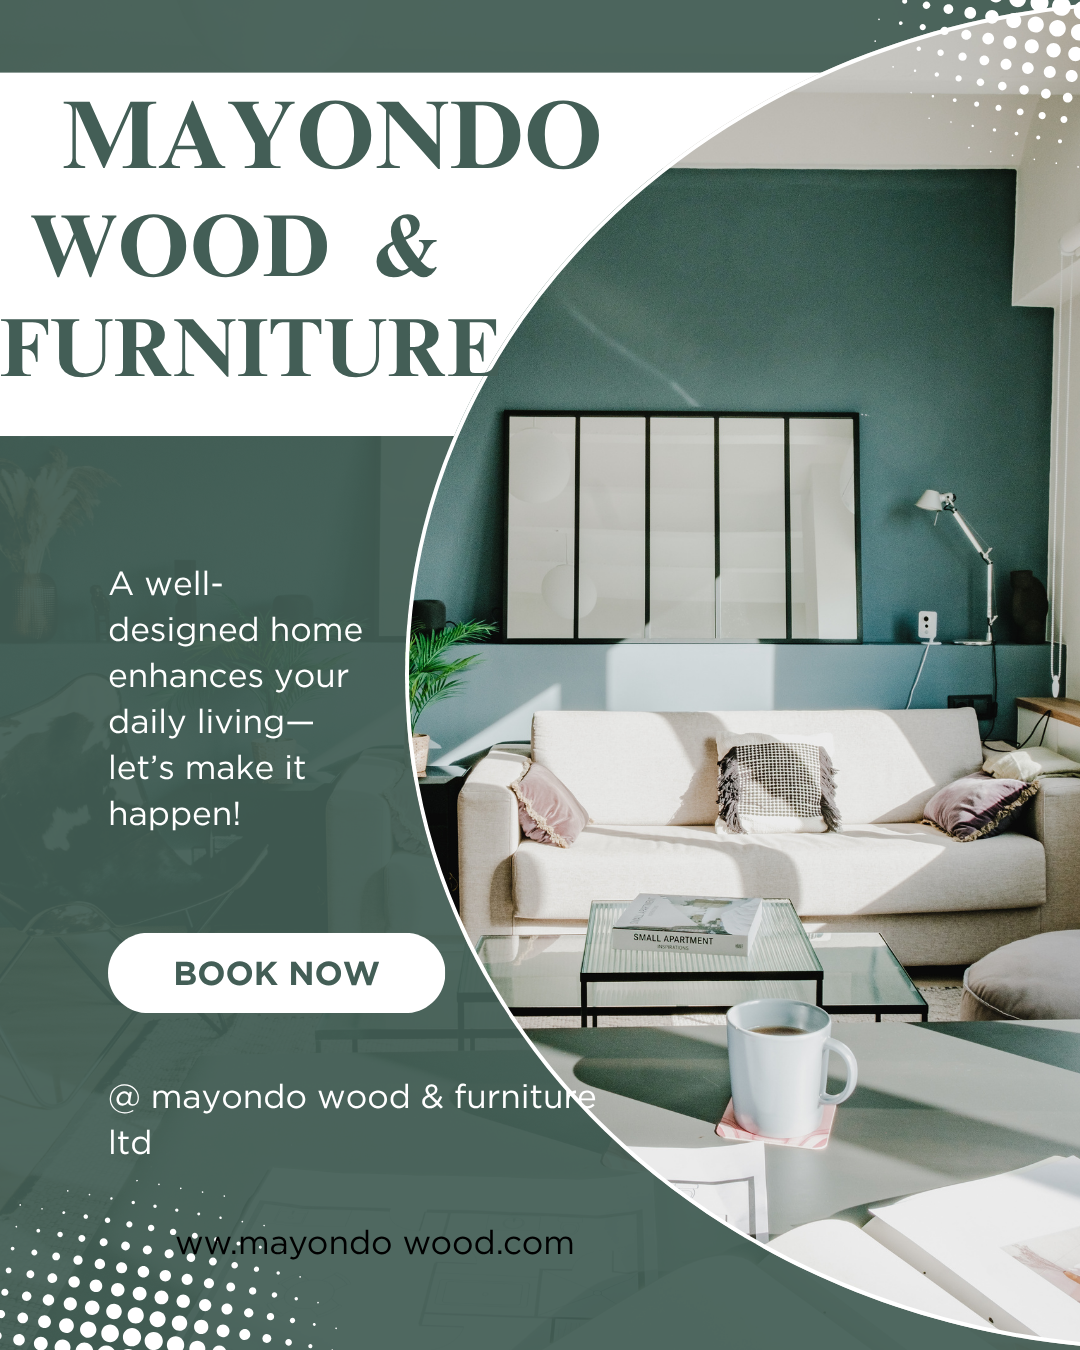 MAYONDO
WOOD &
FURNITURE
A well-
designed home
enhances your
daily living—
let's make it
happen!
SMALL APARTMENT
INSPIRATIONS
BOOK NOW
@ mayondo wood & furniture
ltd
ww.mayondo wood.com